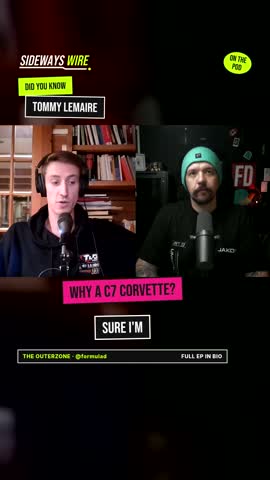 SIDEWAYS WIRE.
ON THE
POD
DID YOU KNOW
TOMMY LEMAIRE
FD
WHY A C7 CORVETTE?
SURE I'M
THE OUTERZONE - @formulad
FULL EP IN BIO